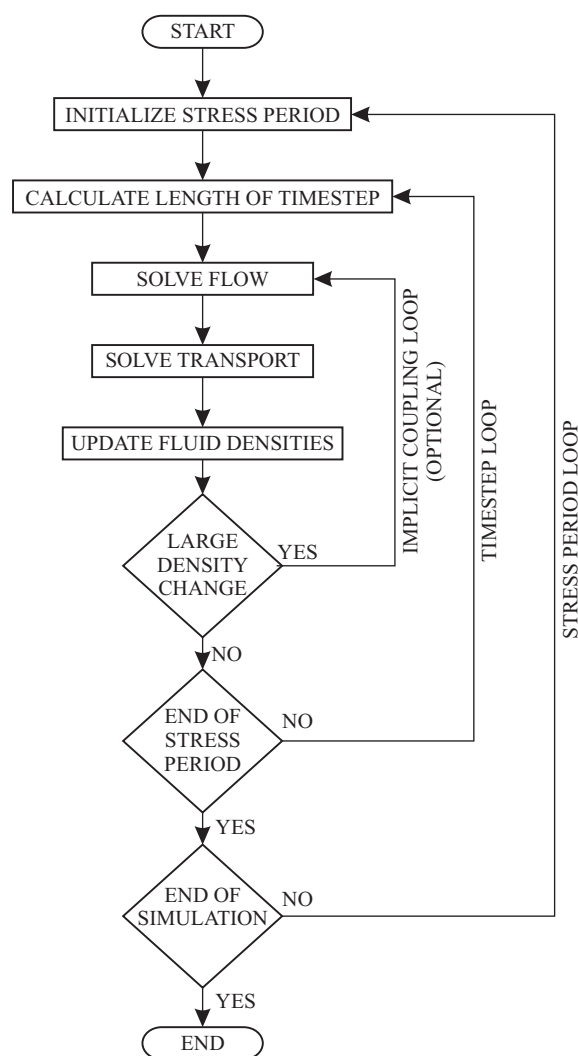 START
INITIALIZE STRESS PERIOD
CALCULATE LENGTH OF TIMESTEP
SOLVE FLOW
SOLVE TRANSPORT
UPDATE FLUID DENSITIES
LARGE
DENSITY
CHANGE
YES
NO
END OF
STRESS
PERIOD
NO
YES
END OF
SIMULATION
NO
YES
END
IMPLICIT COUPLING LOOP
(OPTIONAL)
TIMESTEP LOOP
STRESS PERIOD LOOP